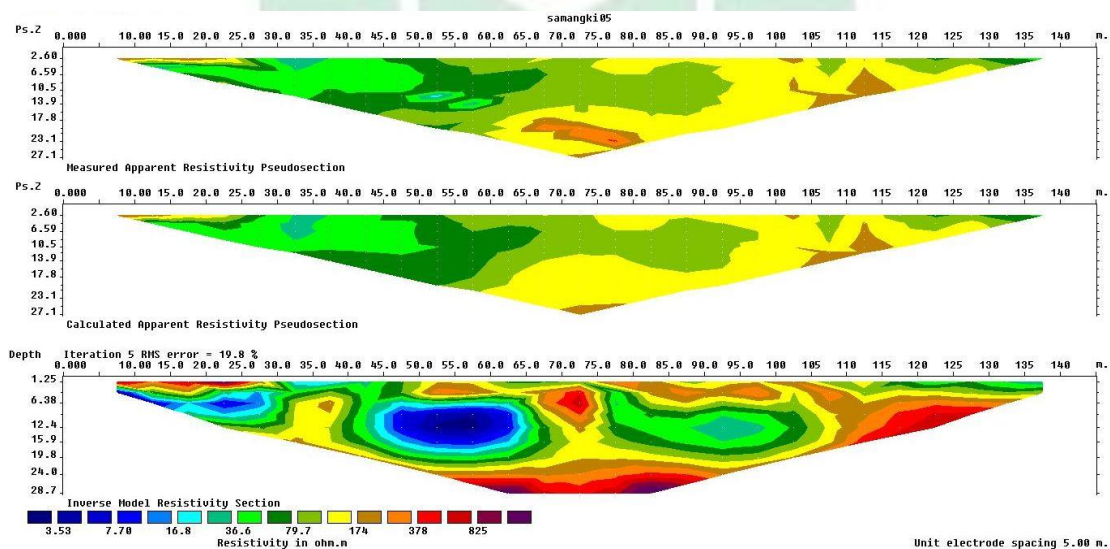 samangki05
Ps.Z 0.000 10.00 15.0 20.0 25.0 30.0 35.0 40.0 45.0 50.0 55.0 60.0 65.0 70.0 75.0 80.0 85.0 90.0 95.0 100.0 105 110 115 120 125 130 135 140 m.
2.60
6.59
10.5
13.9
17.8
23.1
27.1
Measured Apparent Resistivity Pseudosection
Ps.Z 0.000 10.00 15.0 20.0 25.0 30.0 35.0 40.0 45.0 50.0 55.0 60.0 65.0 70.0 75.0 80.0 85.0 90.0 95.0 100.0 105 110 115 120 125 130 135 140 m.
2.60
6.59
10.5
13.9
17.8
23.1
27.1
Calculated Apparent Resistivity Pseudosection
Depth Iteration 5 RMS error = 19.8 %
0.000 10.00 15.0 20.0 25.0 30.0 35.0 40.0 45.0 50.0 55.0 60.0 65.0 70.0 75.0 80.0 85.0 90.0 95.0 100.0 105 110 115 120 125 130 135 140 m.
1.25
6.38
12.4
15.9
19.8
24.0
28.7
Inverse Model Resistivity Section
3.53 7.70 16.8 36.6 79.7 174 378 825
Resistivity in ohm.m Unit electrode spacing 5.00 m.